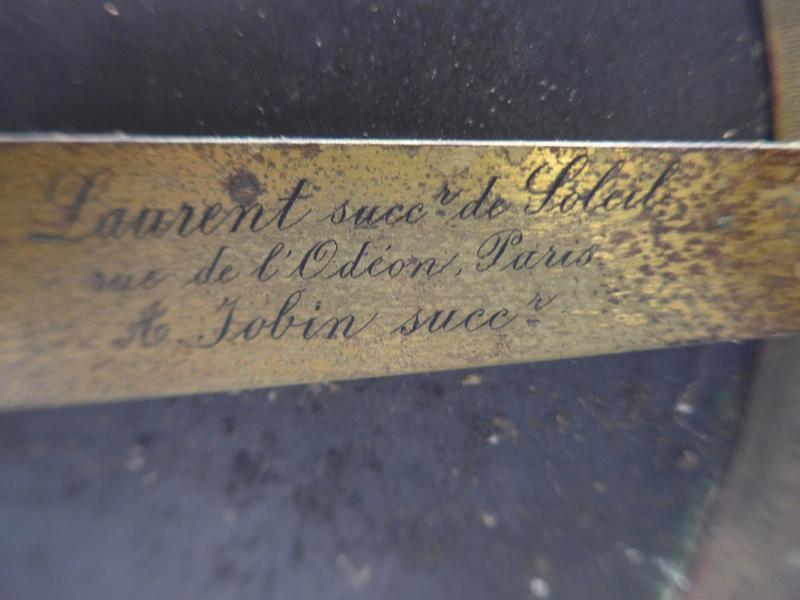 Laurent succr de Soleil
rue de l'Odéon, Paris
A. Jobin succr